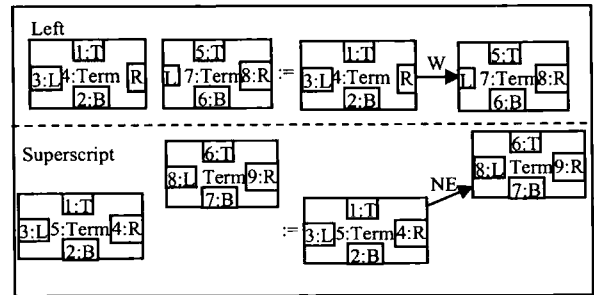 Left
1:T 5:T 1:T 5:T
3:L 4:Term R L 7:Term 8:R := 3:L 4:Term R W L 7:Term 8:R
2:B 6:B 2:B 6:B
Superscript
6:T 6:T
8:L Term 9:R 8:L Term 9:R
7:B NE 7:B
1:T 1:T
3:L 5:Term 4:R := 3:L 5:Term 4:R
2:B 2:B